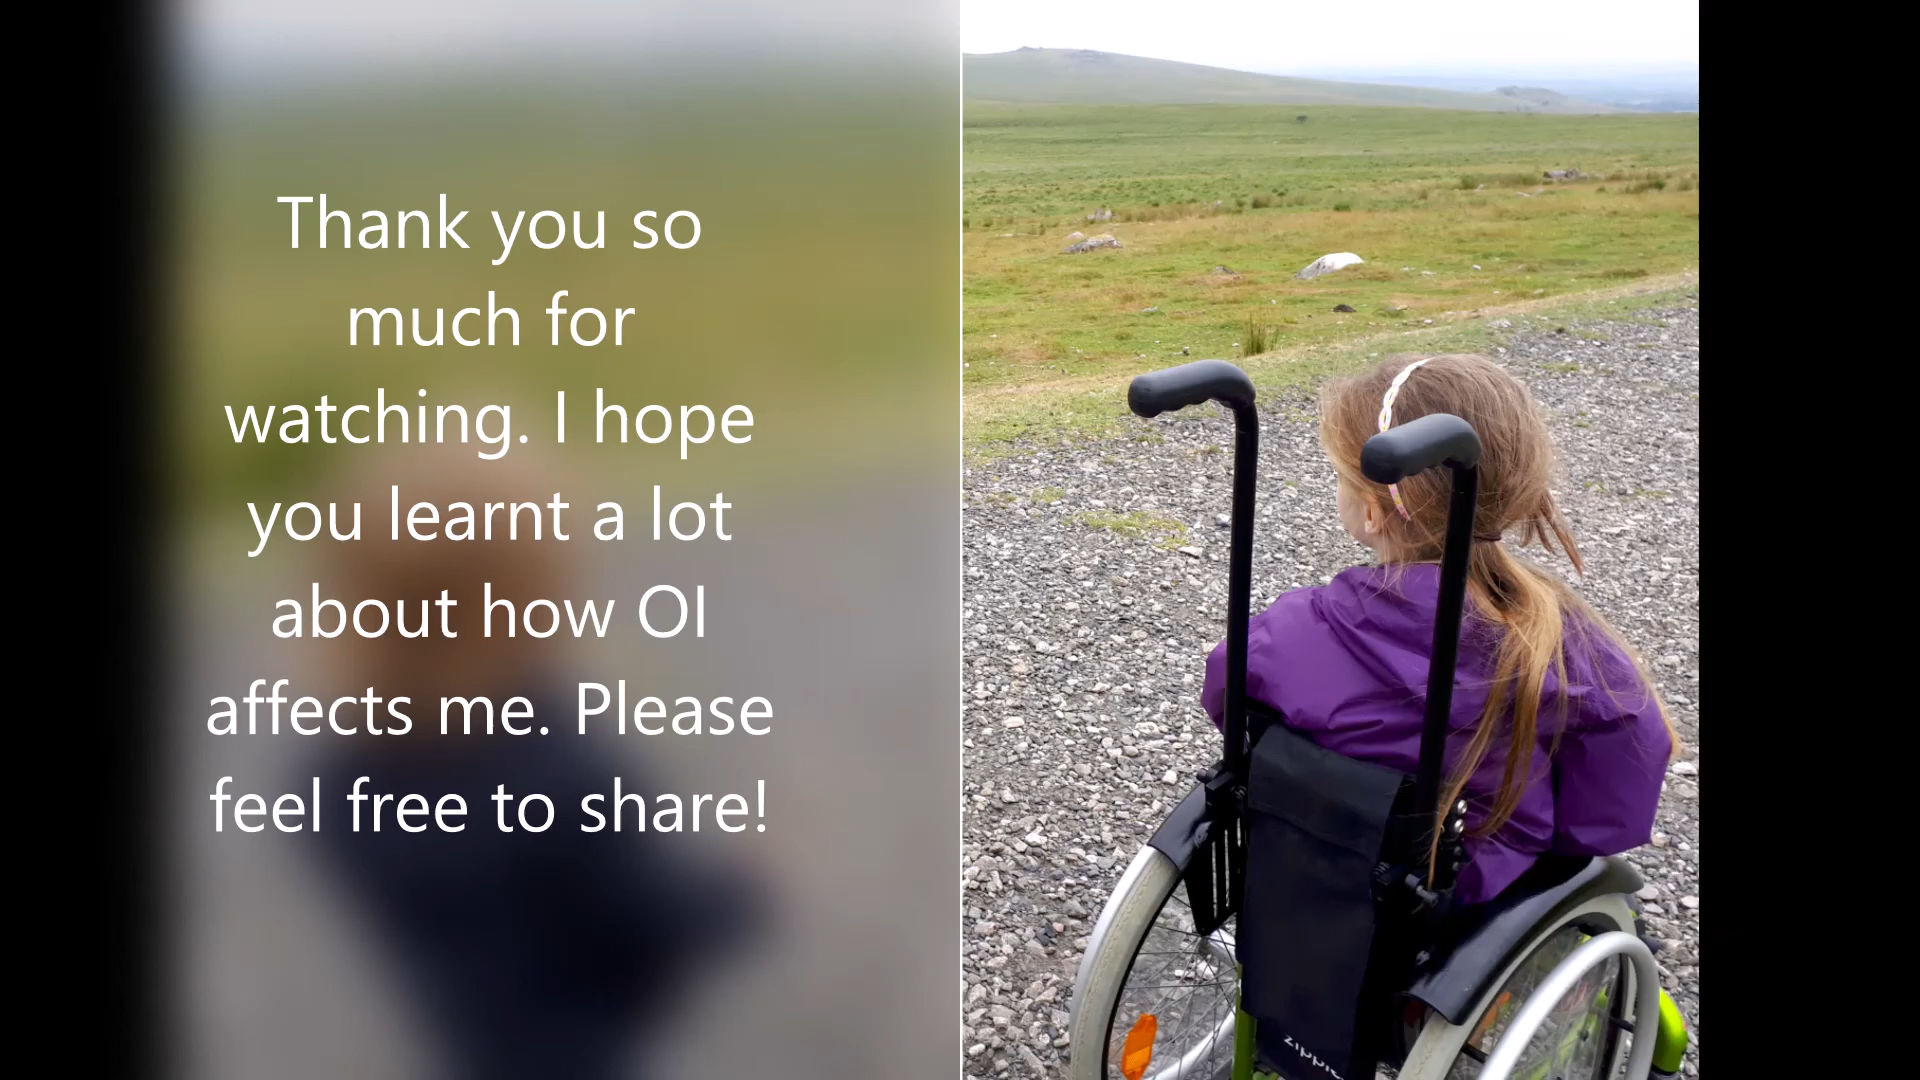 Thank you so
much for
watching. I hope
you learnt a lot
about how OI
affects me. Please
feel free to share!
zippie